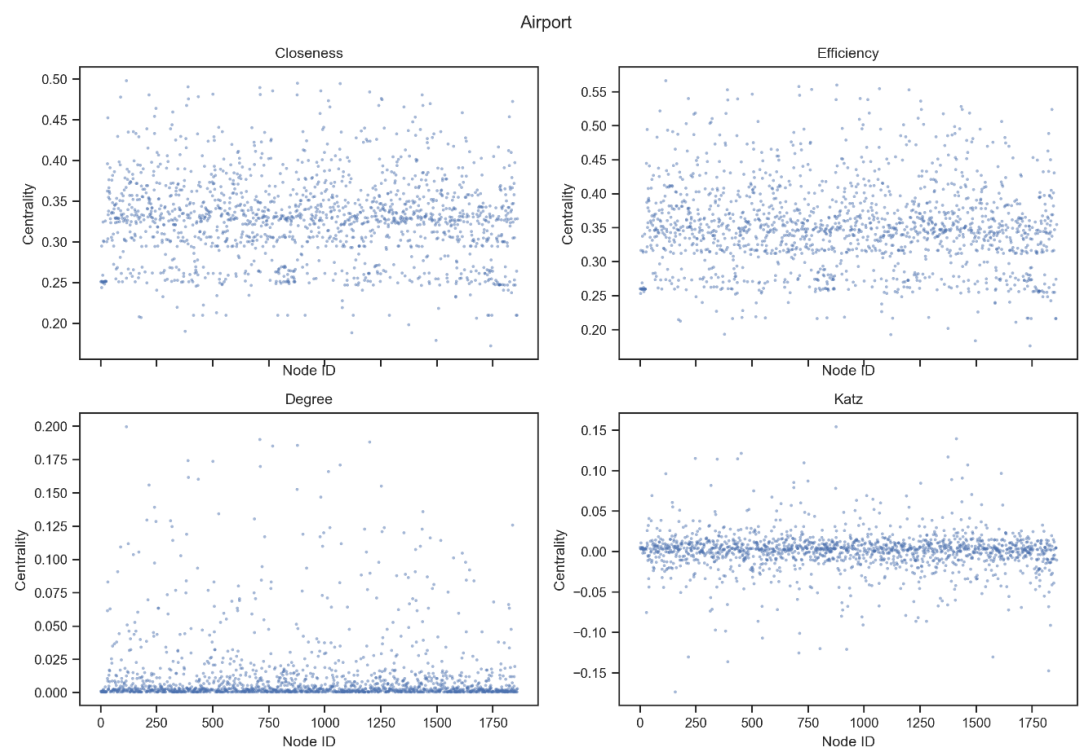 Airport
Closeness
Efficiency
0.50
0.45
0.40
0.35
0.30
0.25
0.20
Centrality
Node ID
0.55
0.50
0.45
0.40
0.35
0.30
0.25
0.20
Centrality
Node ID
Degree
Katz
0.200
0.175
0.150
0.125
0.100
0.075
0.050
0.025
0.000
Centrality
0 250 500 750 1000 1250 1500 1750
Node ID
0.15
0.10
0.05
0.00
−0.05
−0.10
−0.15
Centrality
0 250 500 750 1000 1250 1500 1750
Node ID